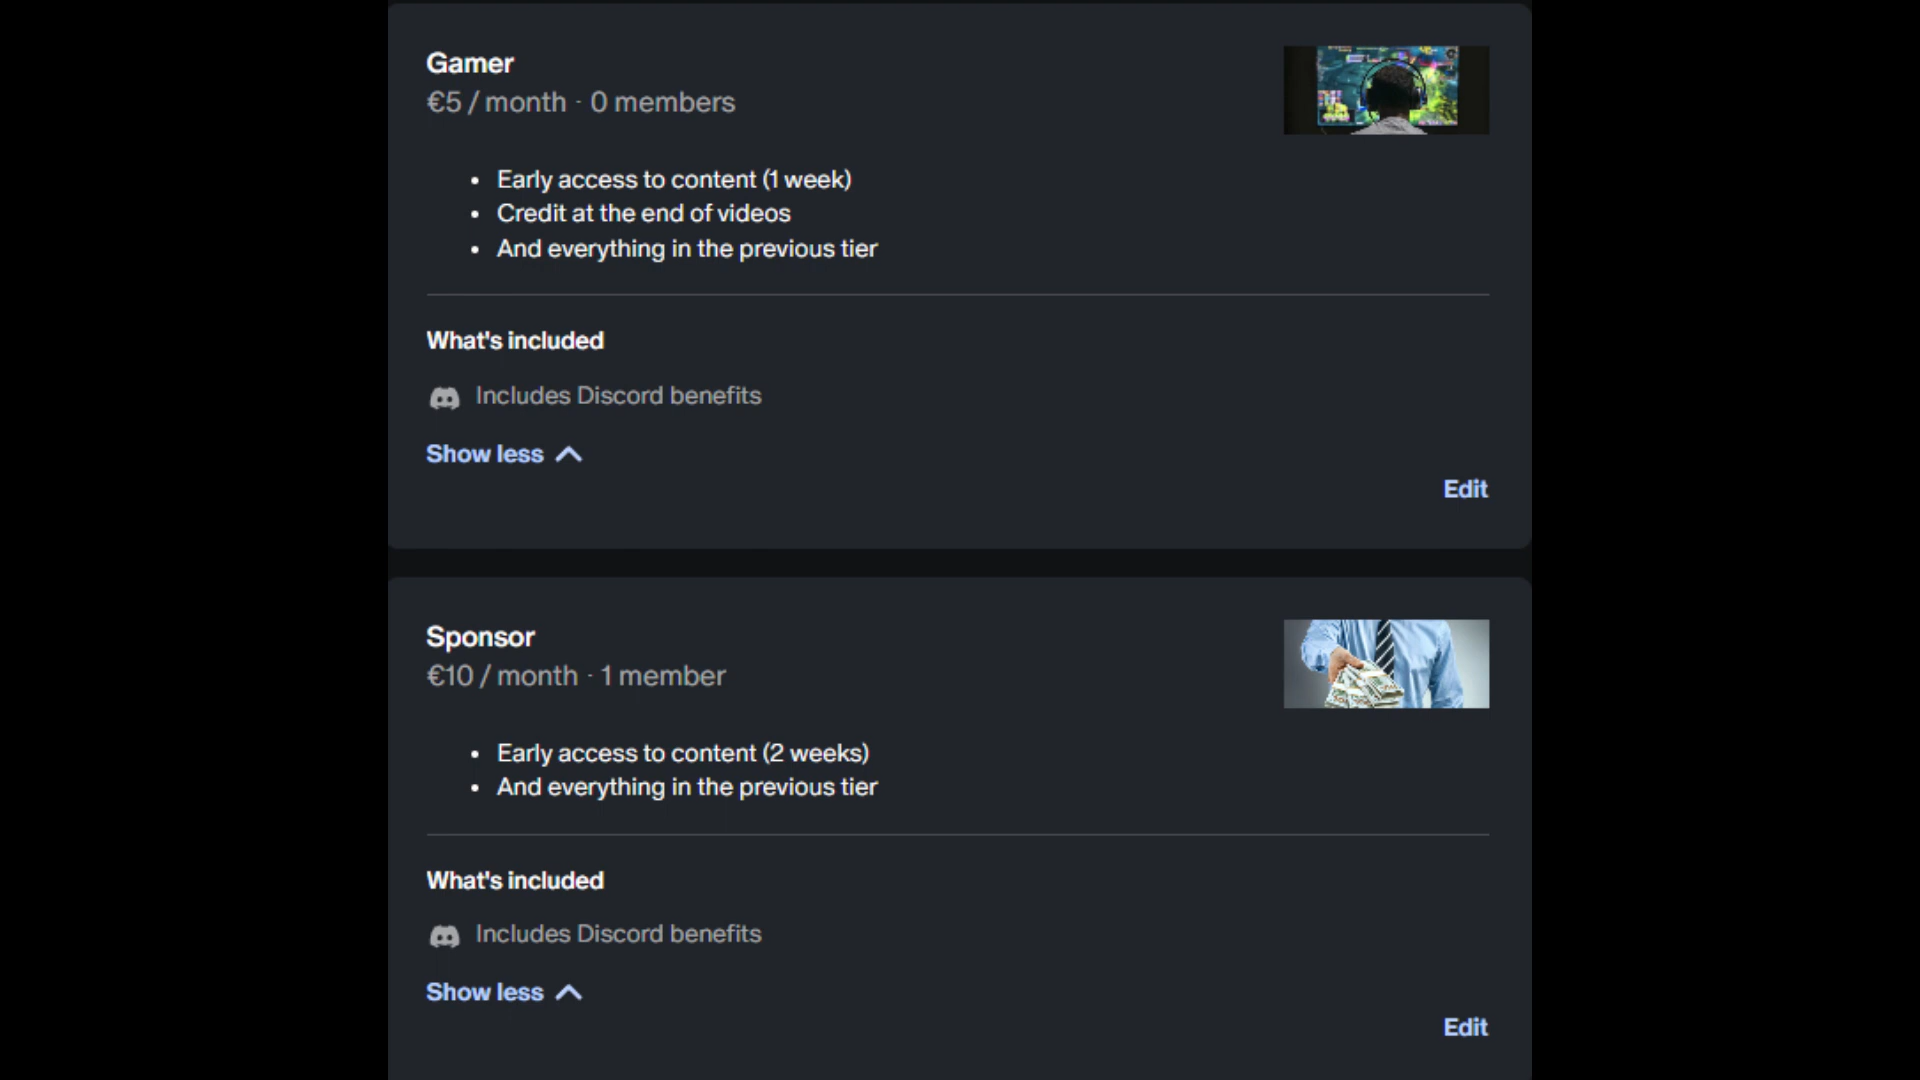 Gamer
€5 / month · 0 members
Early access to content (1 week)
Credit at the end of videos
And everything in the previous tier
What's included
Includes Discord benefits
Show less
Edit
Sponsor
€10 / month · 1 member
Early access to content (2 weeks)
And everything in the previous tier
What's included
Includes Discord benefits
Show less
Edit